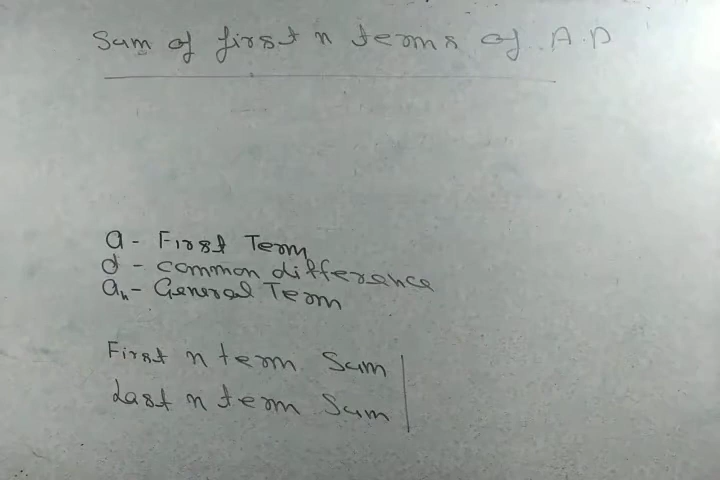 Sum of first n terms of A.P
a - First Term
d - common difference
aₙ - General Term
First n term Sum
Last n term Sum